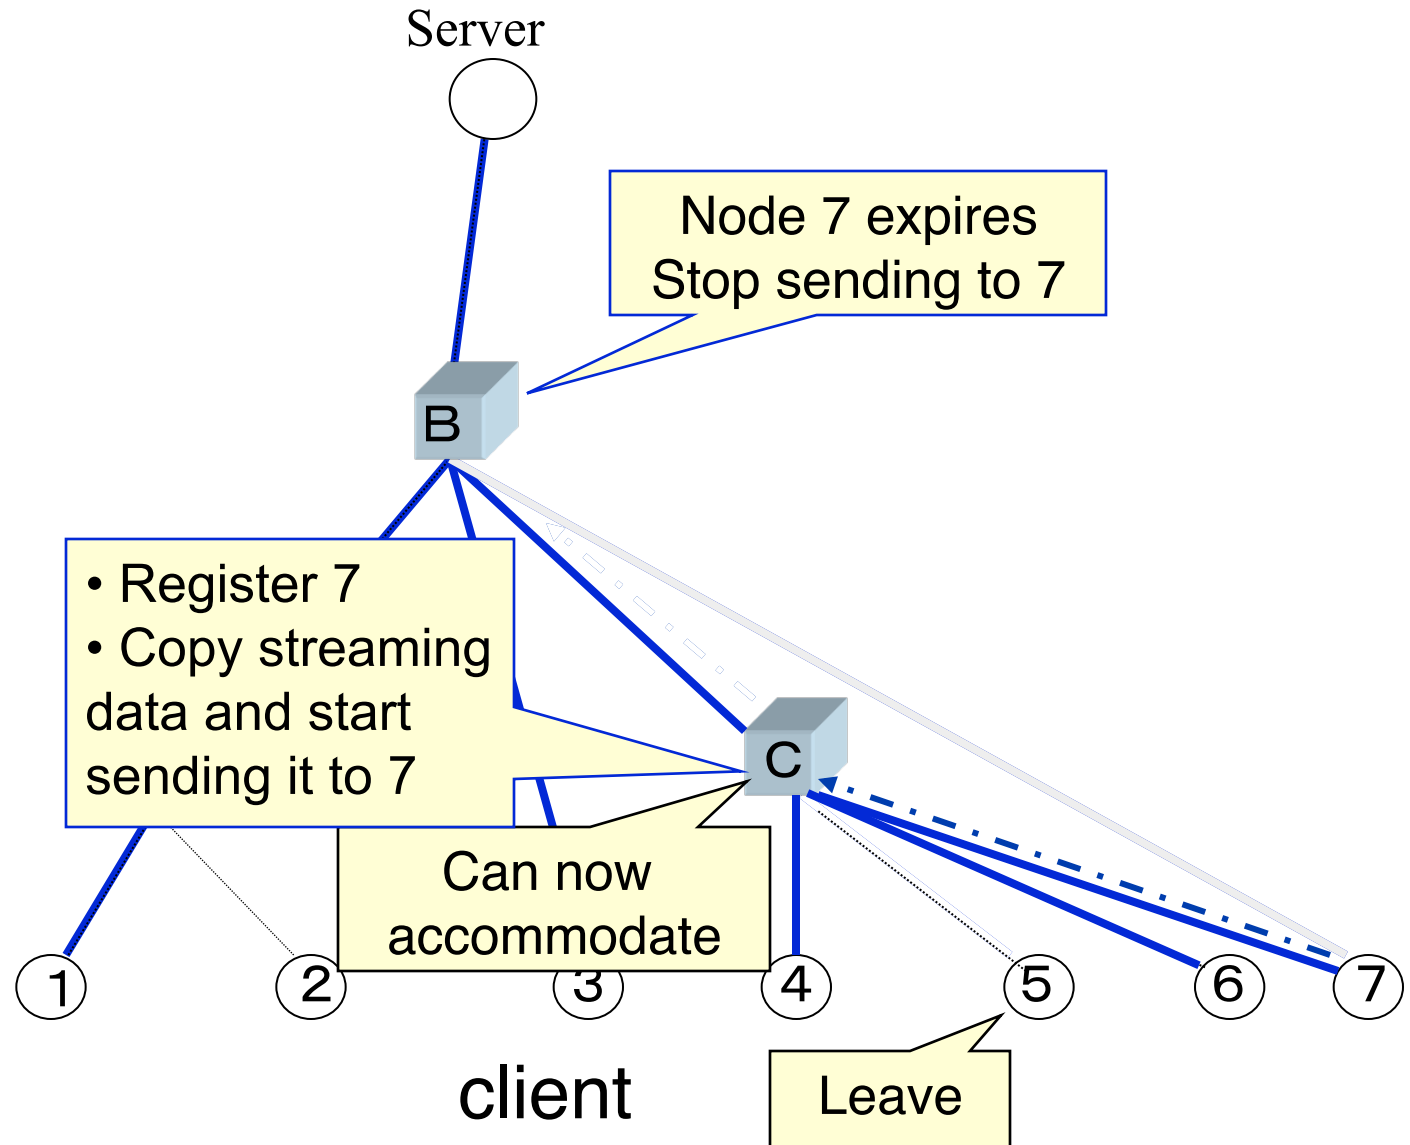 Server
Node 7 expires
Stop sending to 7
B
• Register 7
• Copy streaming
data and start
sending it to 7
C
Can now
accommodate
1
2
3
4
5
6
7
client
Leave